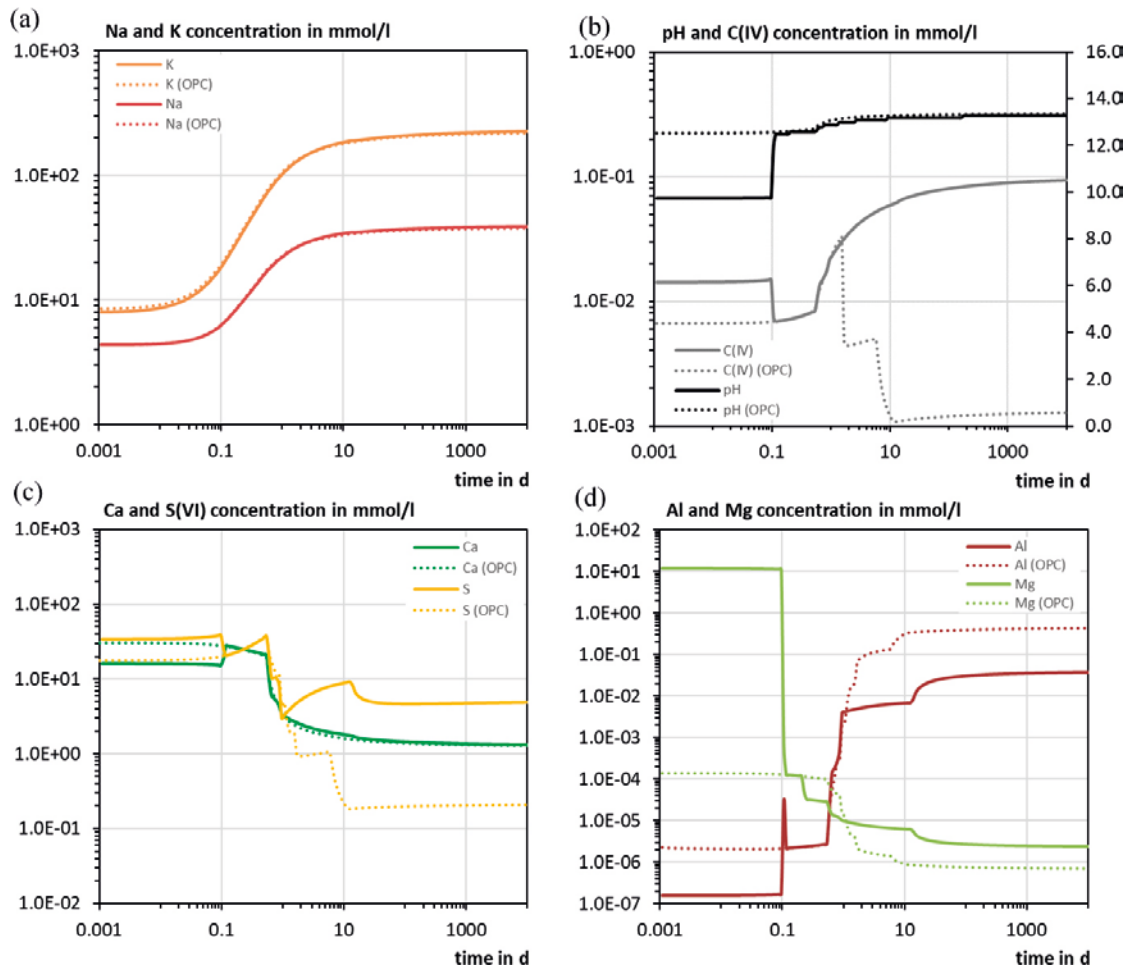 (a)
Na and K concentration in mmol/l
1.0E+03
1.0E+02
1.0E+01
1.0E+00
K
K (OPC)
Na
Na (OPC)
0.001
0.1
10
1000
time in d
(b)
pH and C(IV) concentration in mmol/l
1.0E+00
1.0E-01
1.0E-02
1.0E-03
16.0
14.0
12.0
10.0
8.0
6.0
4.0
2.0
0.0
C(IV)
C(IV) (OPC)
pH
pH (OPC)
0.001
0.1
10
1000
time in d
(c)
Ca and S(VI) concentration in mmol/l
1.0E+03
1.0E+02
1.0E+01
1.0E+00
1.0E-01
1.0E-02
Ca
Ca (OPC)
S
S (OPC)
0.001
0.1
10
1000
time in d
(d)
Al and Mg concentration in mmol/l
1.0E+02
1.0E+01
1.0E+00
1.0E-01
1.0E-02
1.0E-03
1.0E-04
1.0E-05
1.0E-06
1.0E-07
Al
Al (OPC)
Mg
Mg (OPC)
0.001
0.1
10
1000
time in d